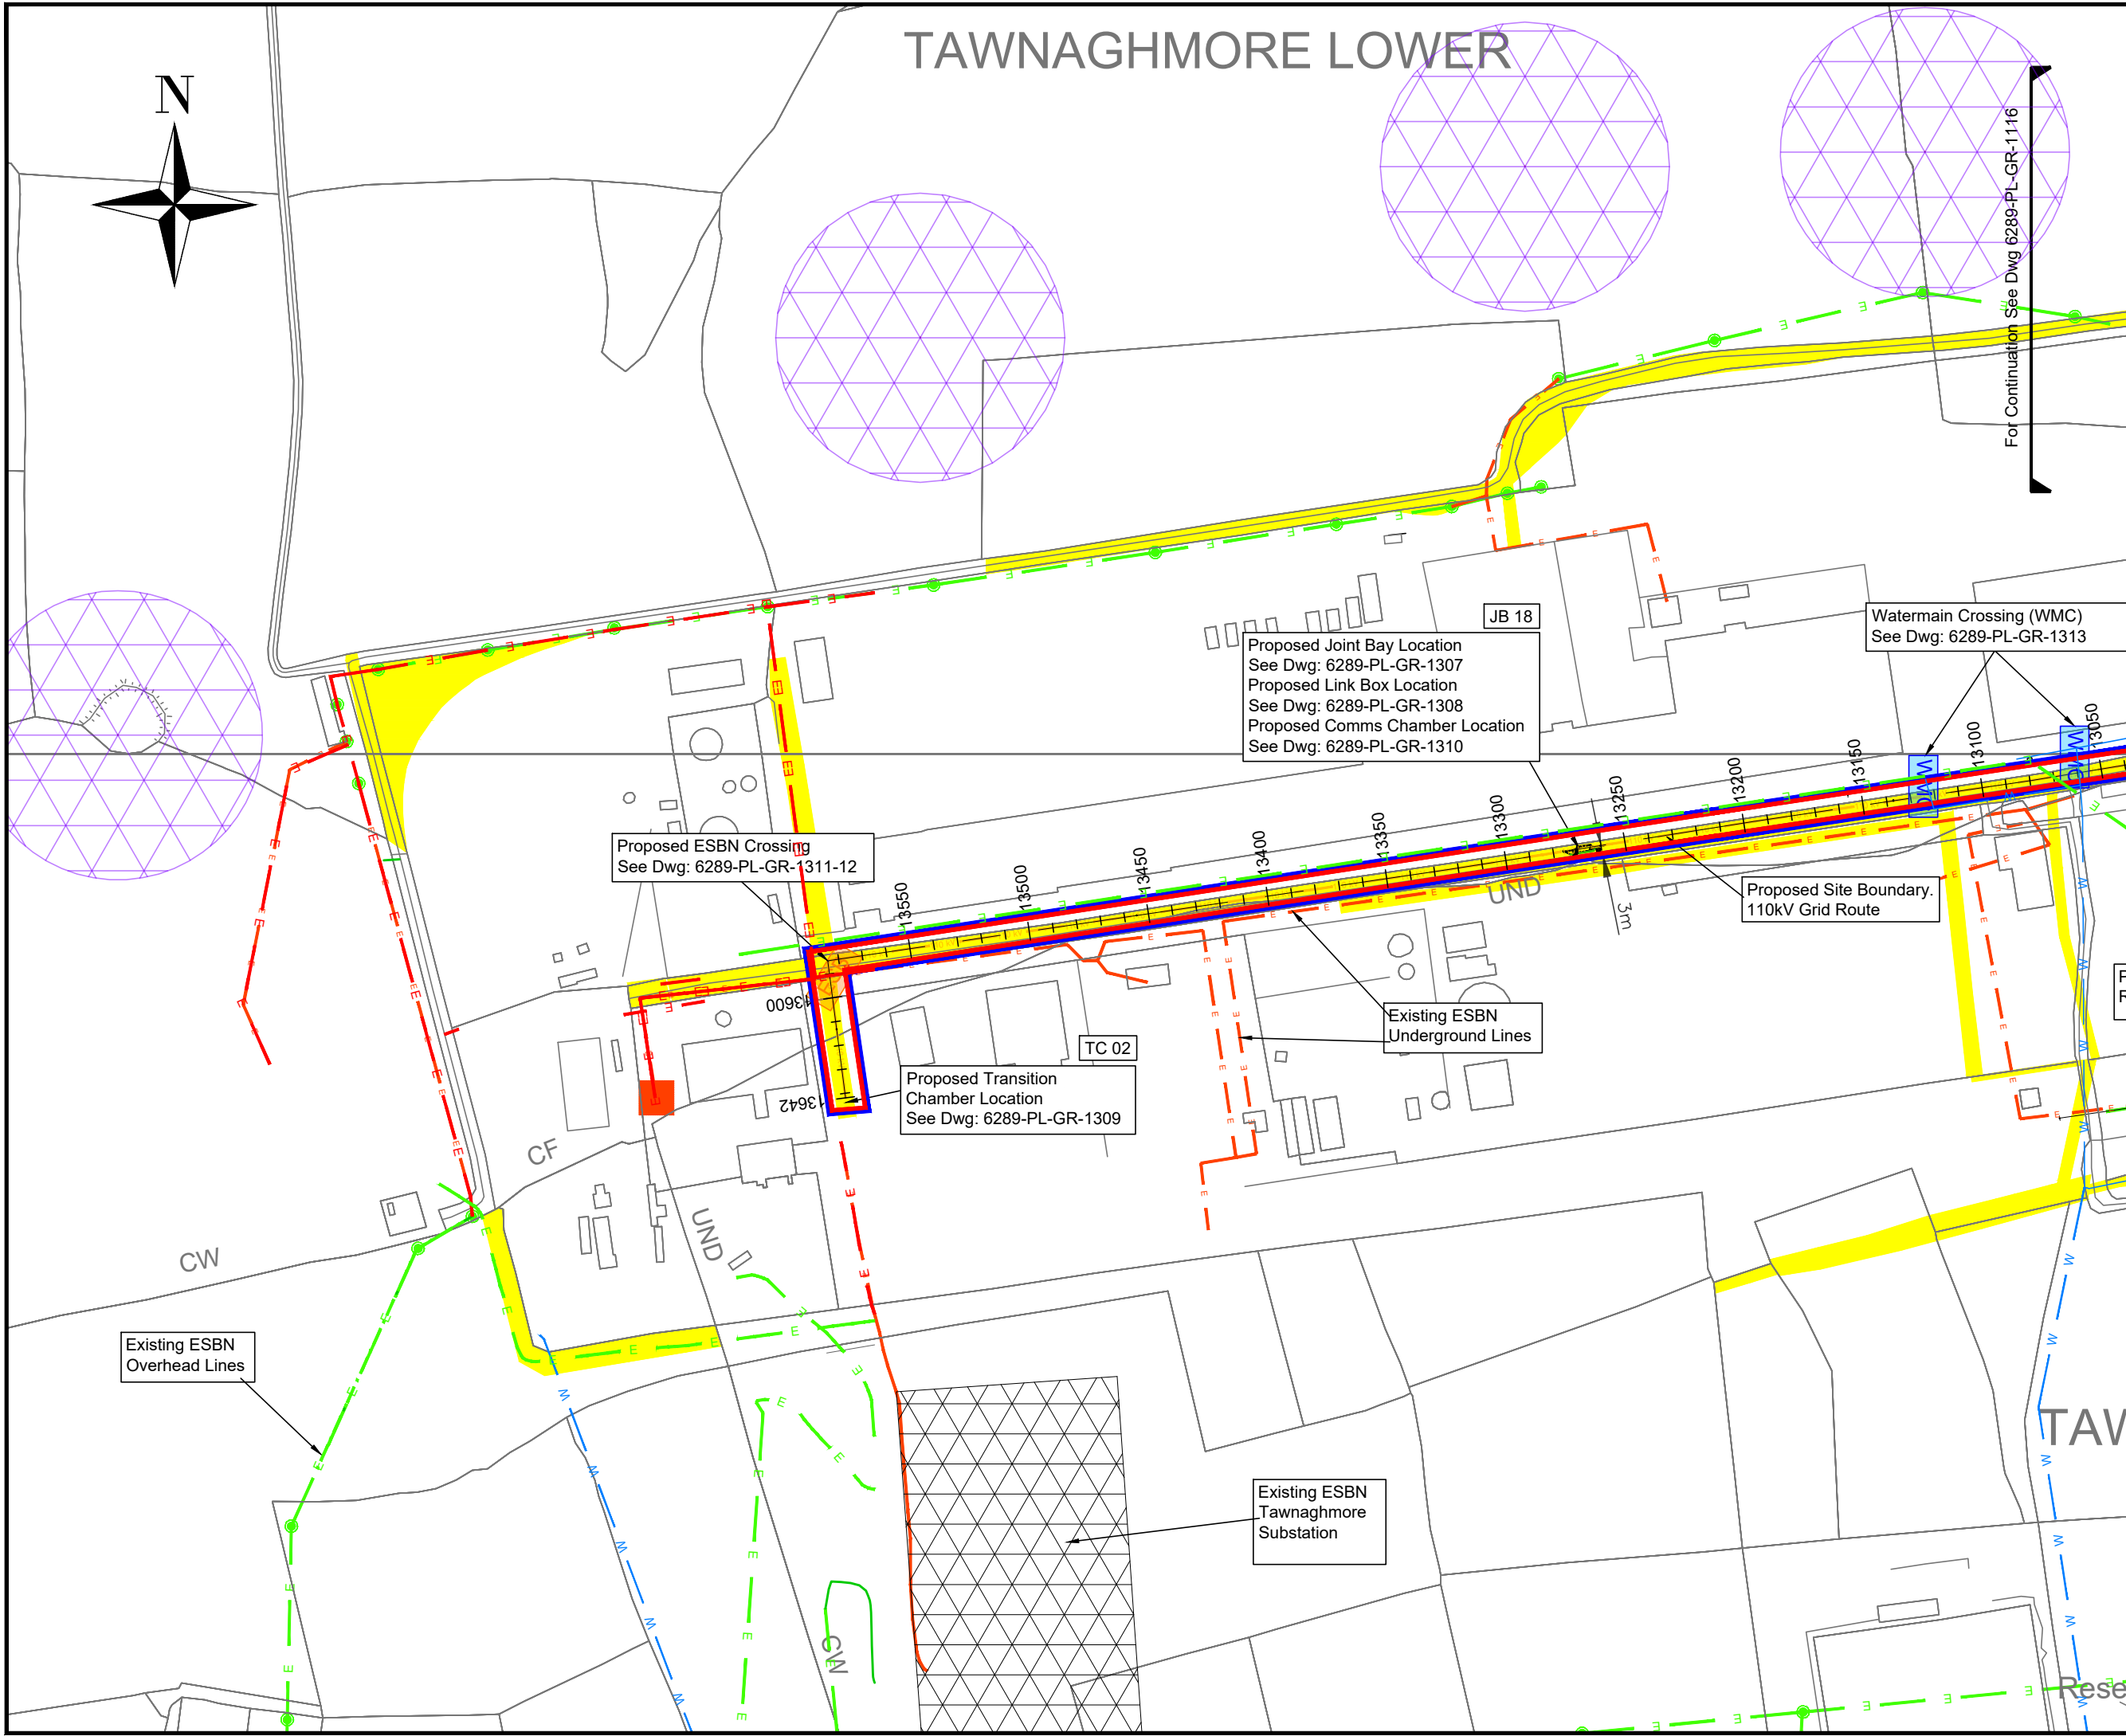 TAWNAGHMORE LOWER
N
For Continuation See Dwg 6289-PL-GR-1116
JB 18
Proposed Joint Bay Location
See Dwg: 6289-PL-GR-1307
Proposed Link Box Location
See Dwg: 6289-PL-GR-1308
Proposed Comms Chamber Location
See Dwg: 6289-PL-GR-1310
Watermain Crossing (WMC)
See Dwg: 6289-PL-GR-1313
WMC
WMC
13050
13100
13150
13200
13250
13300
13350
13400
13450
13500
13550
13600
13642
Proposed ESBN Crossing
See Dwg: 6289-PL-GR-1311-12
Proposed Site Boundary.
110kV Grid Route
UND
3m
Existing ESBN
Underground Lines
TC 02
Proposed Transition
Chamber Location
See Dwg: 6289-PL-GR-1309
CF
CW
UND
Existing ESBN
Overhead Lines
Existing ESBN
Tawnaghmore
Substation
CW
TAW
Rese